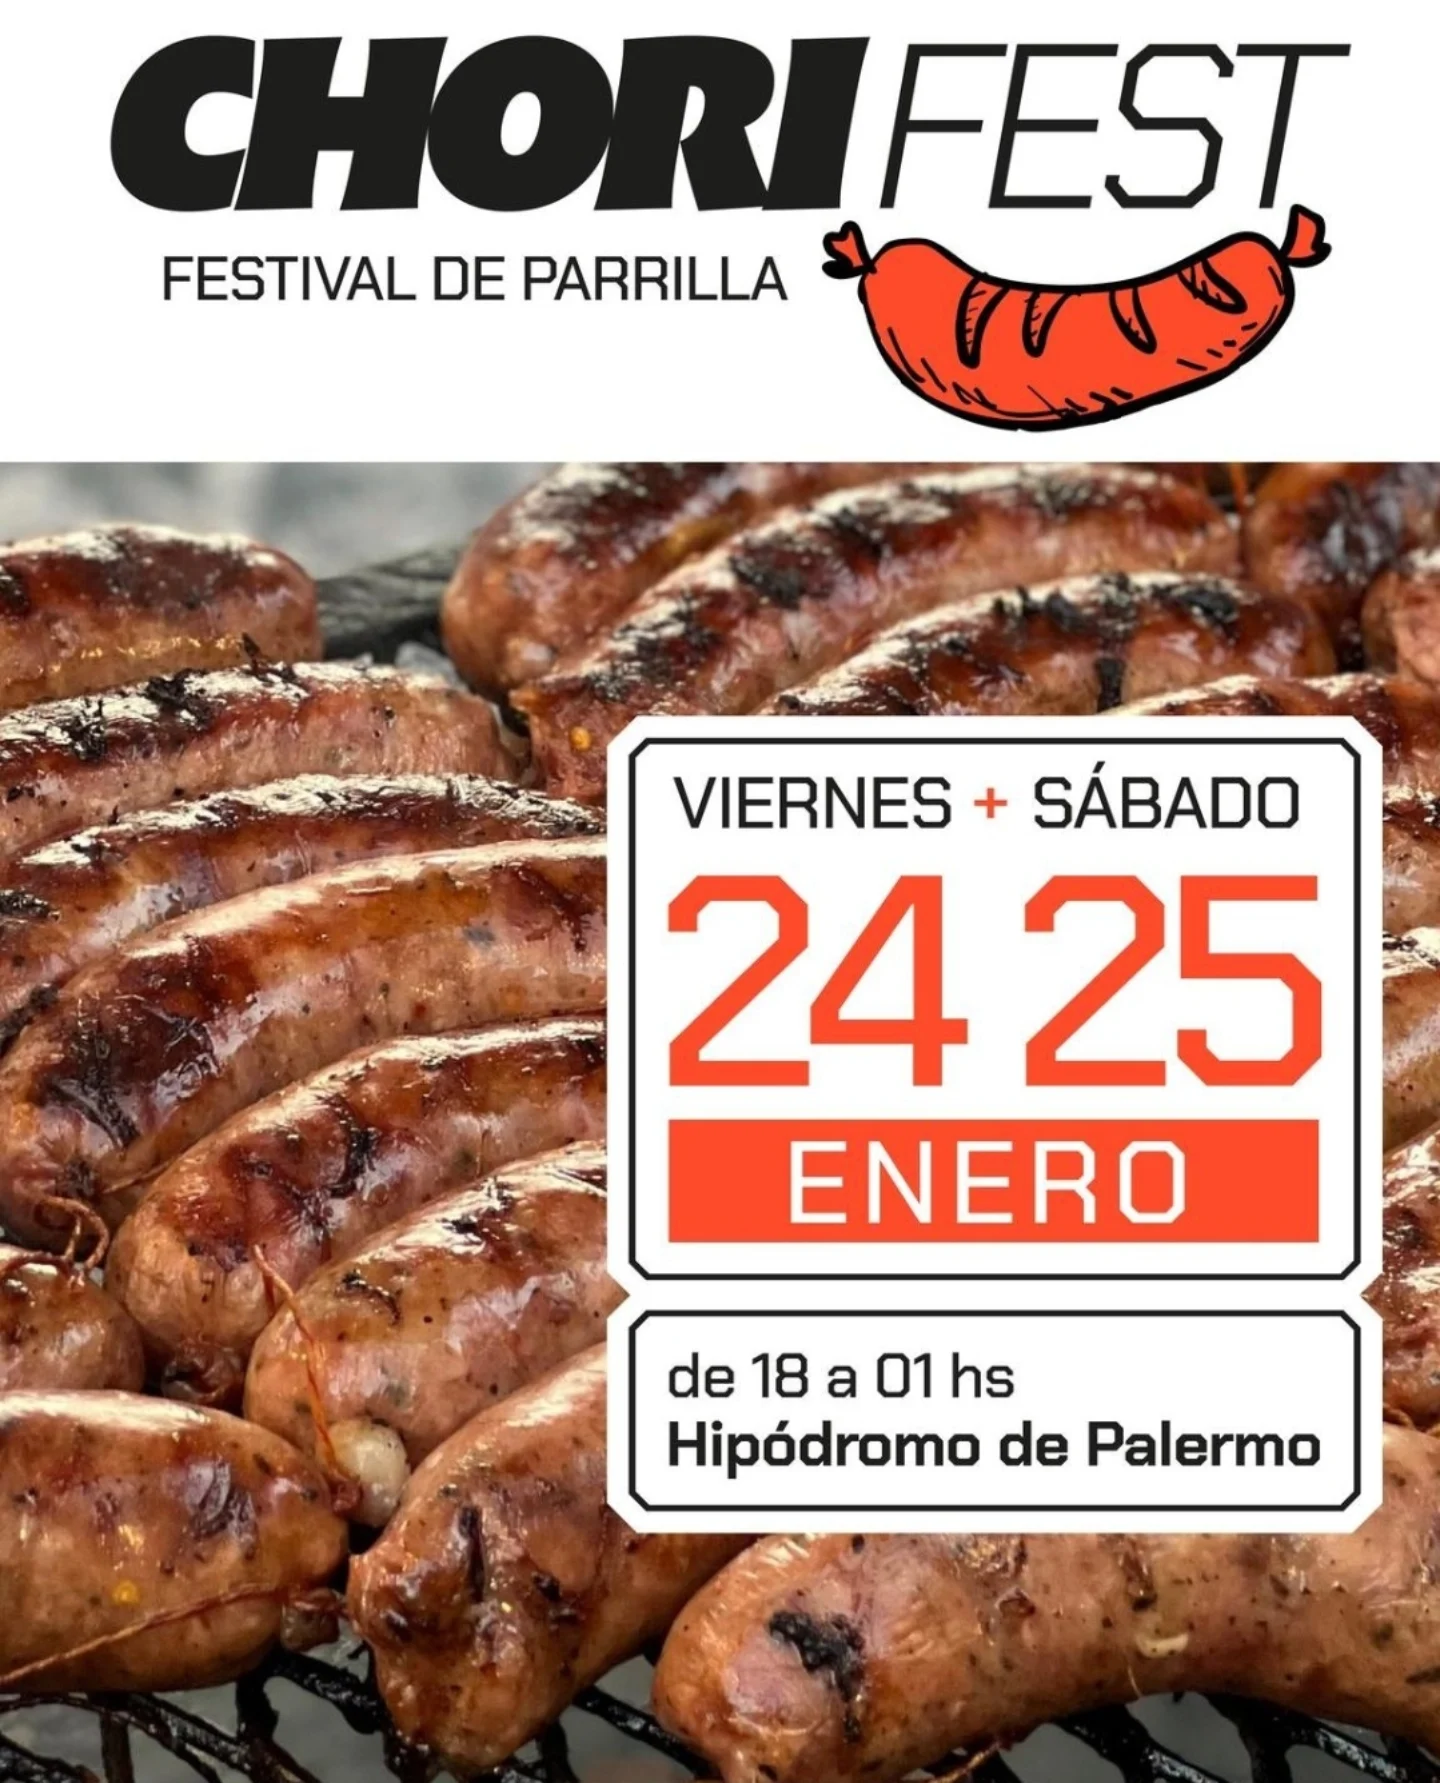 CHORI FEST
FESTIVAL DE PARRILLA
VIERNES + SÁBADO
24 25
ENERO
de 18 a 01 hs
Hipódromo de Palermo